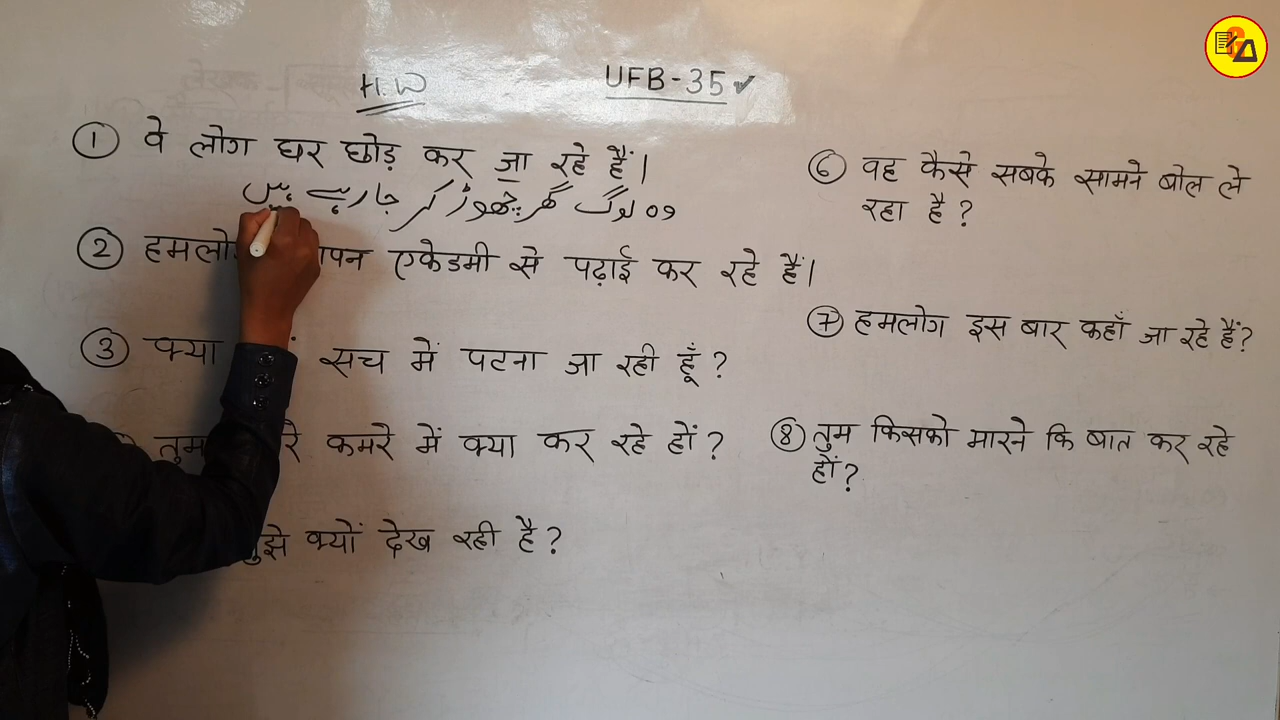 H.W
UFB-35 ✓
① वे लोग घर छोड़ कर जा रहे हैं।
وہ لوگ گھر چھوڑ کر جا رہے ہیں
② हमलो पन एकेडमी से पढ़ाई कर रहे हैं।
③ क्या सच में पटना जा रही हूँ ?
तुम रे कमरे में क्या कर रहे हों ?
क्यों देख रही है ?
⑥ वह कैसे सबके सामने बोल ले
रहा है ?
⑦ हमलोग इस बार कहाँ जा रहे हैं ?
⑧ तुम किसको मारने कि बात कर रहे
हों ?